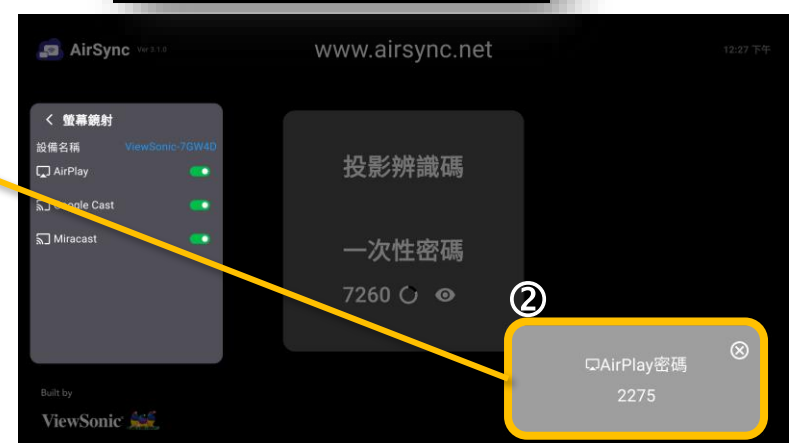 AirSync Ver 3.1.0
www.airsync.net
12:27 下午
螢幕鏡射
設備名稱 ViewSonic-7GW4D
AirPlay
Google Cast
Miracast
投影辨識碼
一次性密碼
7260
②
AirPlay密碼
2275
Built by
ViewSonic